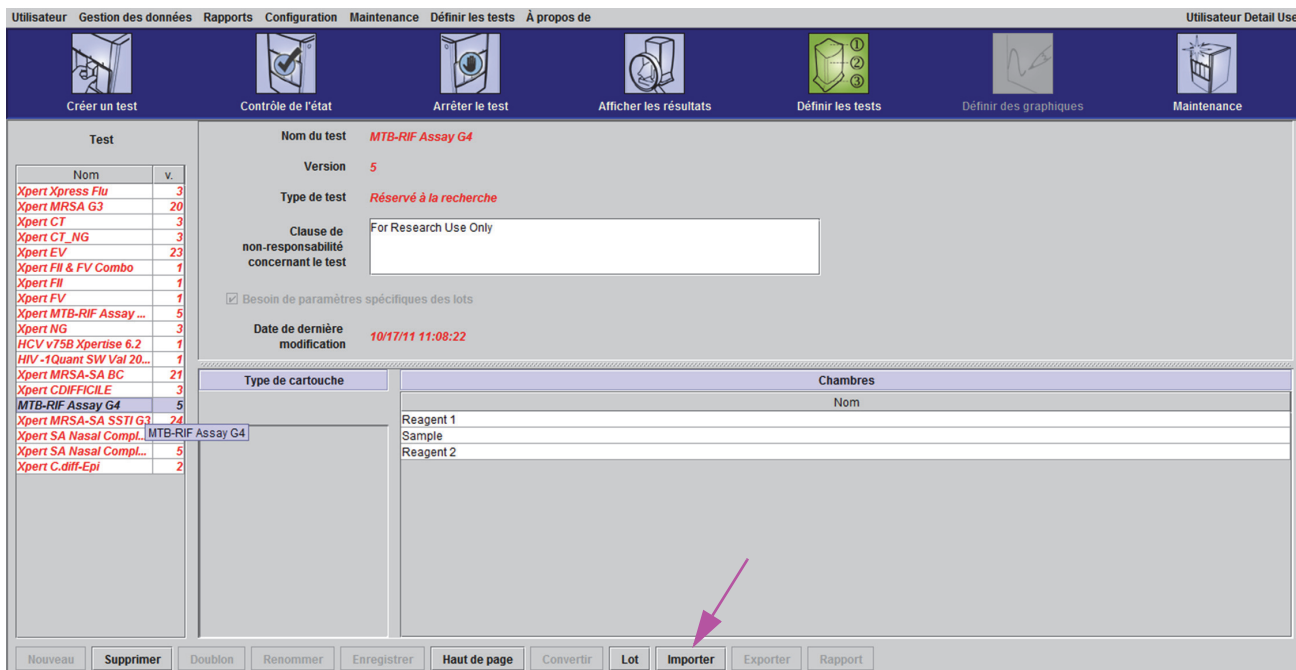 Utilisateur Gestion des données Rapports Configuration Maintenance Définir les tests À propos de Utilisateur Detail Use
Créer un test Contrôle de l'état Arrêter le test Afficher les résultats Définir les tests Définir des graphiques Maintenance
Test
Nom v.
Xpert Xpress Flu 3
Xpert MRSA G3 20
Xpert CT 3
Xpert CT_NG 3
Xpert EV 23
Xpert FII & FV Combo 1
Xpert FII 1
Xpert FV 1
Xpert MTB-RIF Assay ... 5
Xpert NG 3
HCV v75B Xpertise 6.2 1
HIV -1Quant SW Val 20... 1
Xpert MRSA-SA BC 21
Xpert CDIFFICILE 3
MTB-RIF Assay G4 5
Xpert MRSA-SA SSTI G3 24
Xpert SA Nasal Compl...
MTB-RIF Assay G4
Xpert SA Nasal Compl... 5
Xpert C.diff-Epi 2
Nom du test MTB-RIF Assay G4
Version 5
Type de test Réservé à la recherche
Clause de
non-responsabilité
concernant le test
For Research Use Only
Besoin de paramètres spécifiques des lots
Date de dernière
modification
10/17/11 11:08:22
Type de cartouche
Chambres
Nom
Reagent 1
Sample
Reagent 2
Nouveau Supprimer Doublon Renommer Enregistrer Haut de page Convertir Lot Importer Exporter Rapport